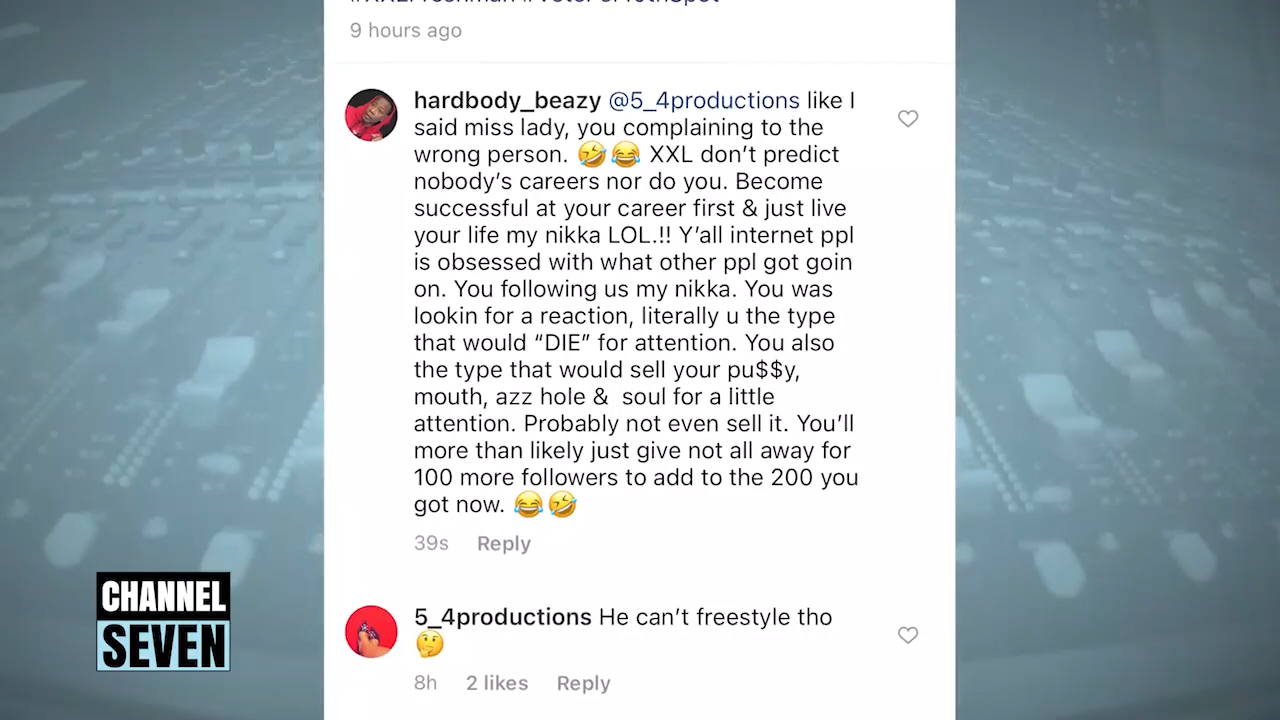 9 hours ago
hardbody_beazy @5_4productions like I
said miss lady, you complaining to the
wrong person. 🤣😂 XXL don't predict
nobody's careers nor do you. Become
successful at your career first & just live
your life my nikka LOL.!! Y'all internet ppl
is obsessed with what other ppl got goin
on. You following us my nikka. You was
lookin for a reaction, literally u the type
that would “DIE” for attention. You also
the type that would sell your pu$$y,
mouth, azz hole &  soul for a little
attention. Probably not even sell it. You'll
more than likely just give not all away for
100 more followers to add to the 200 you
got now. 😂🤣
39s Reply
5_4productions He can't freestyle tho
🤔
8h 2 likes Reply
CHANNEL
SEVEN